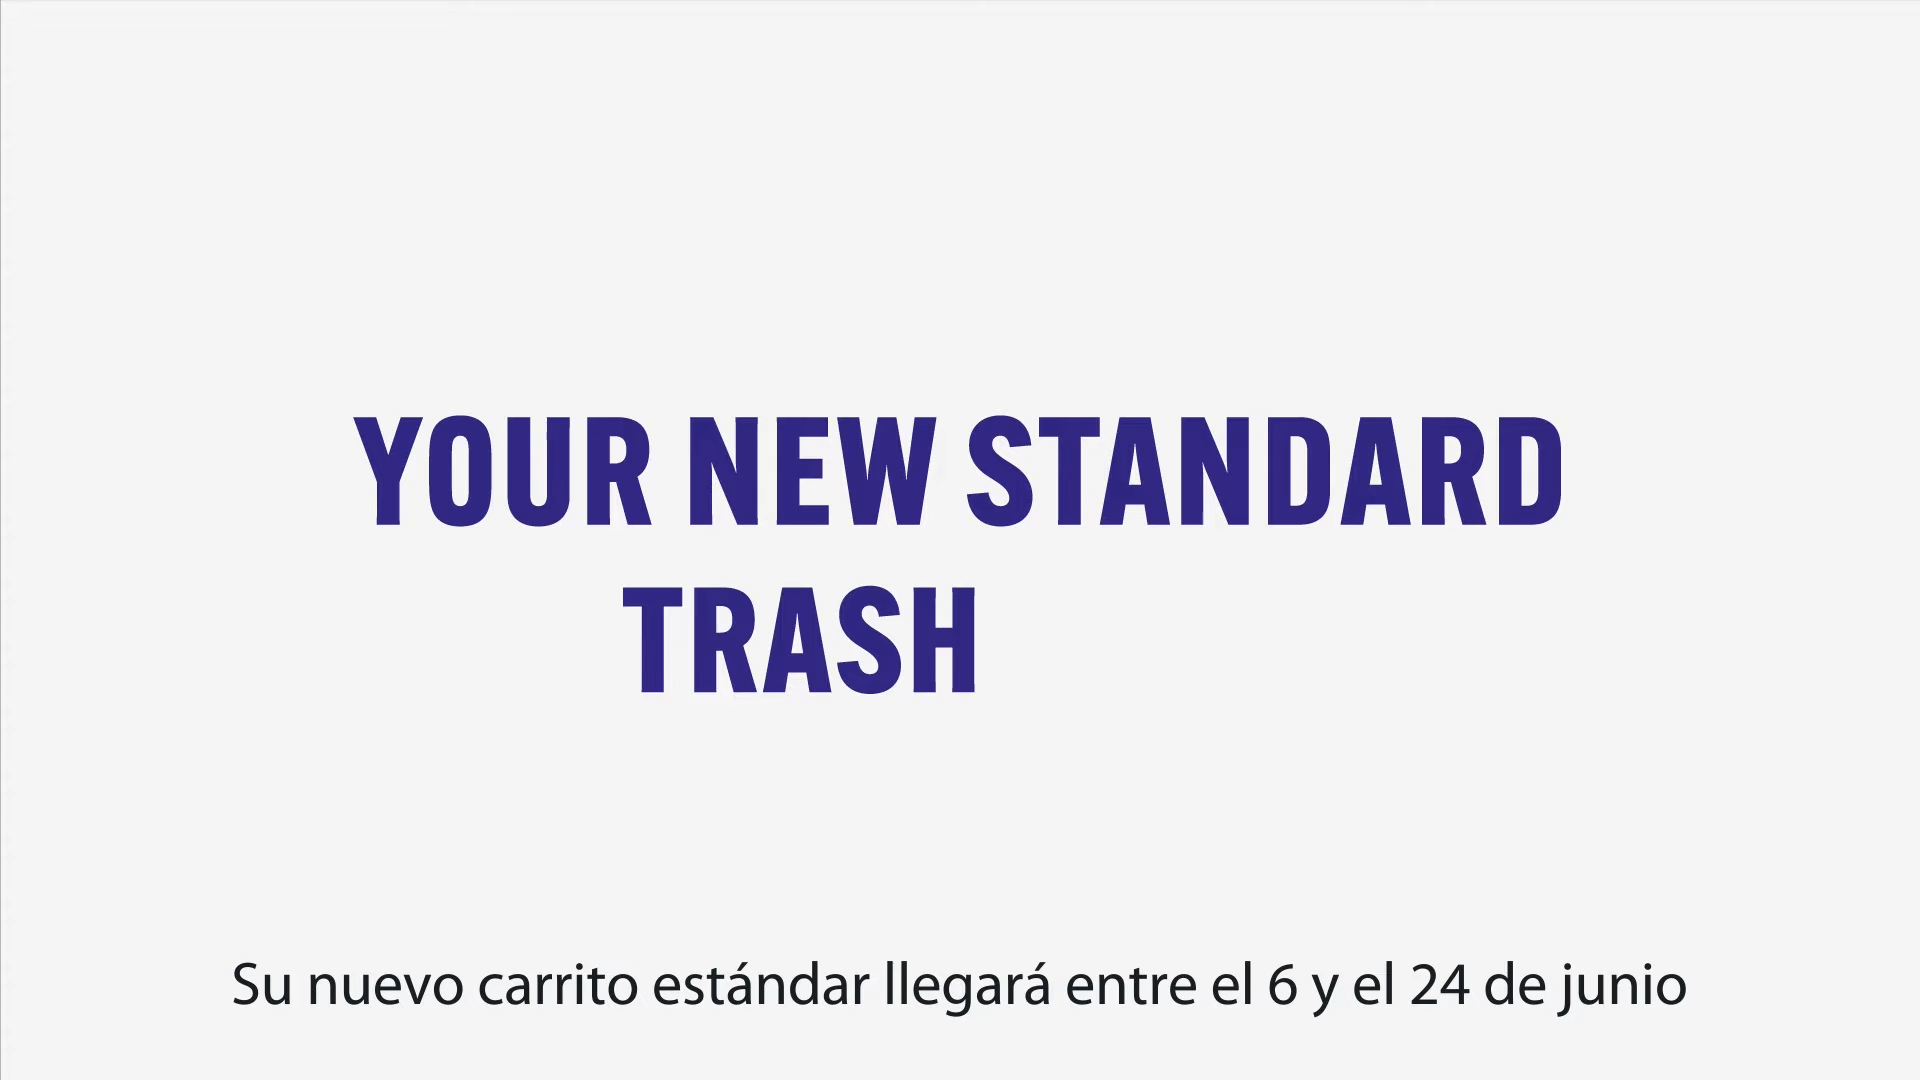 YOUR NEW STANDARD
TRASH
Su nuevo carrito estándar llegará entre el 6 y el 24 de junio